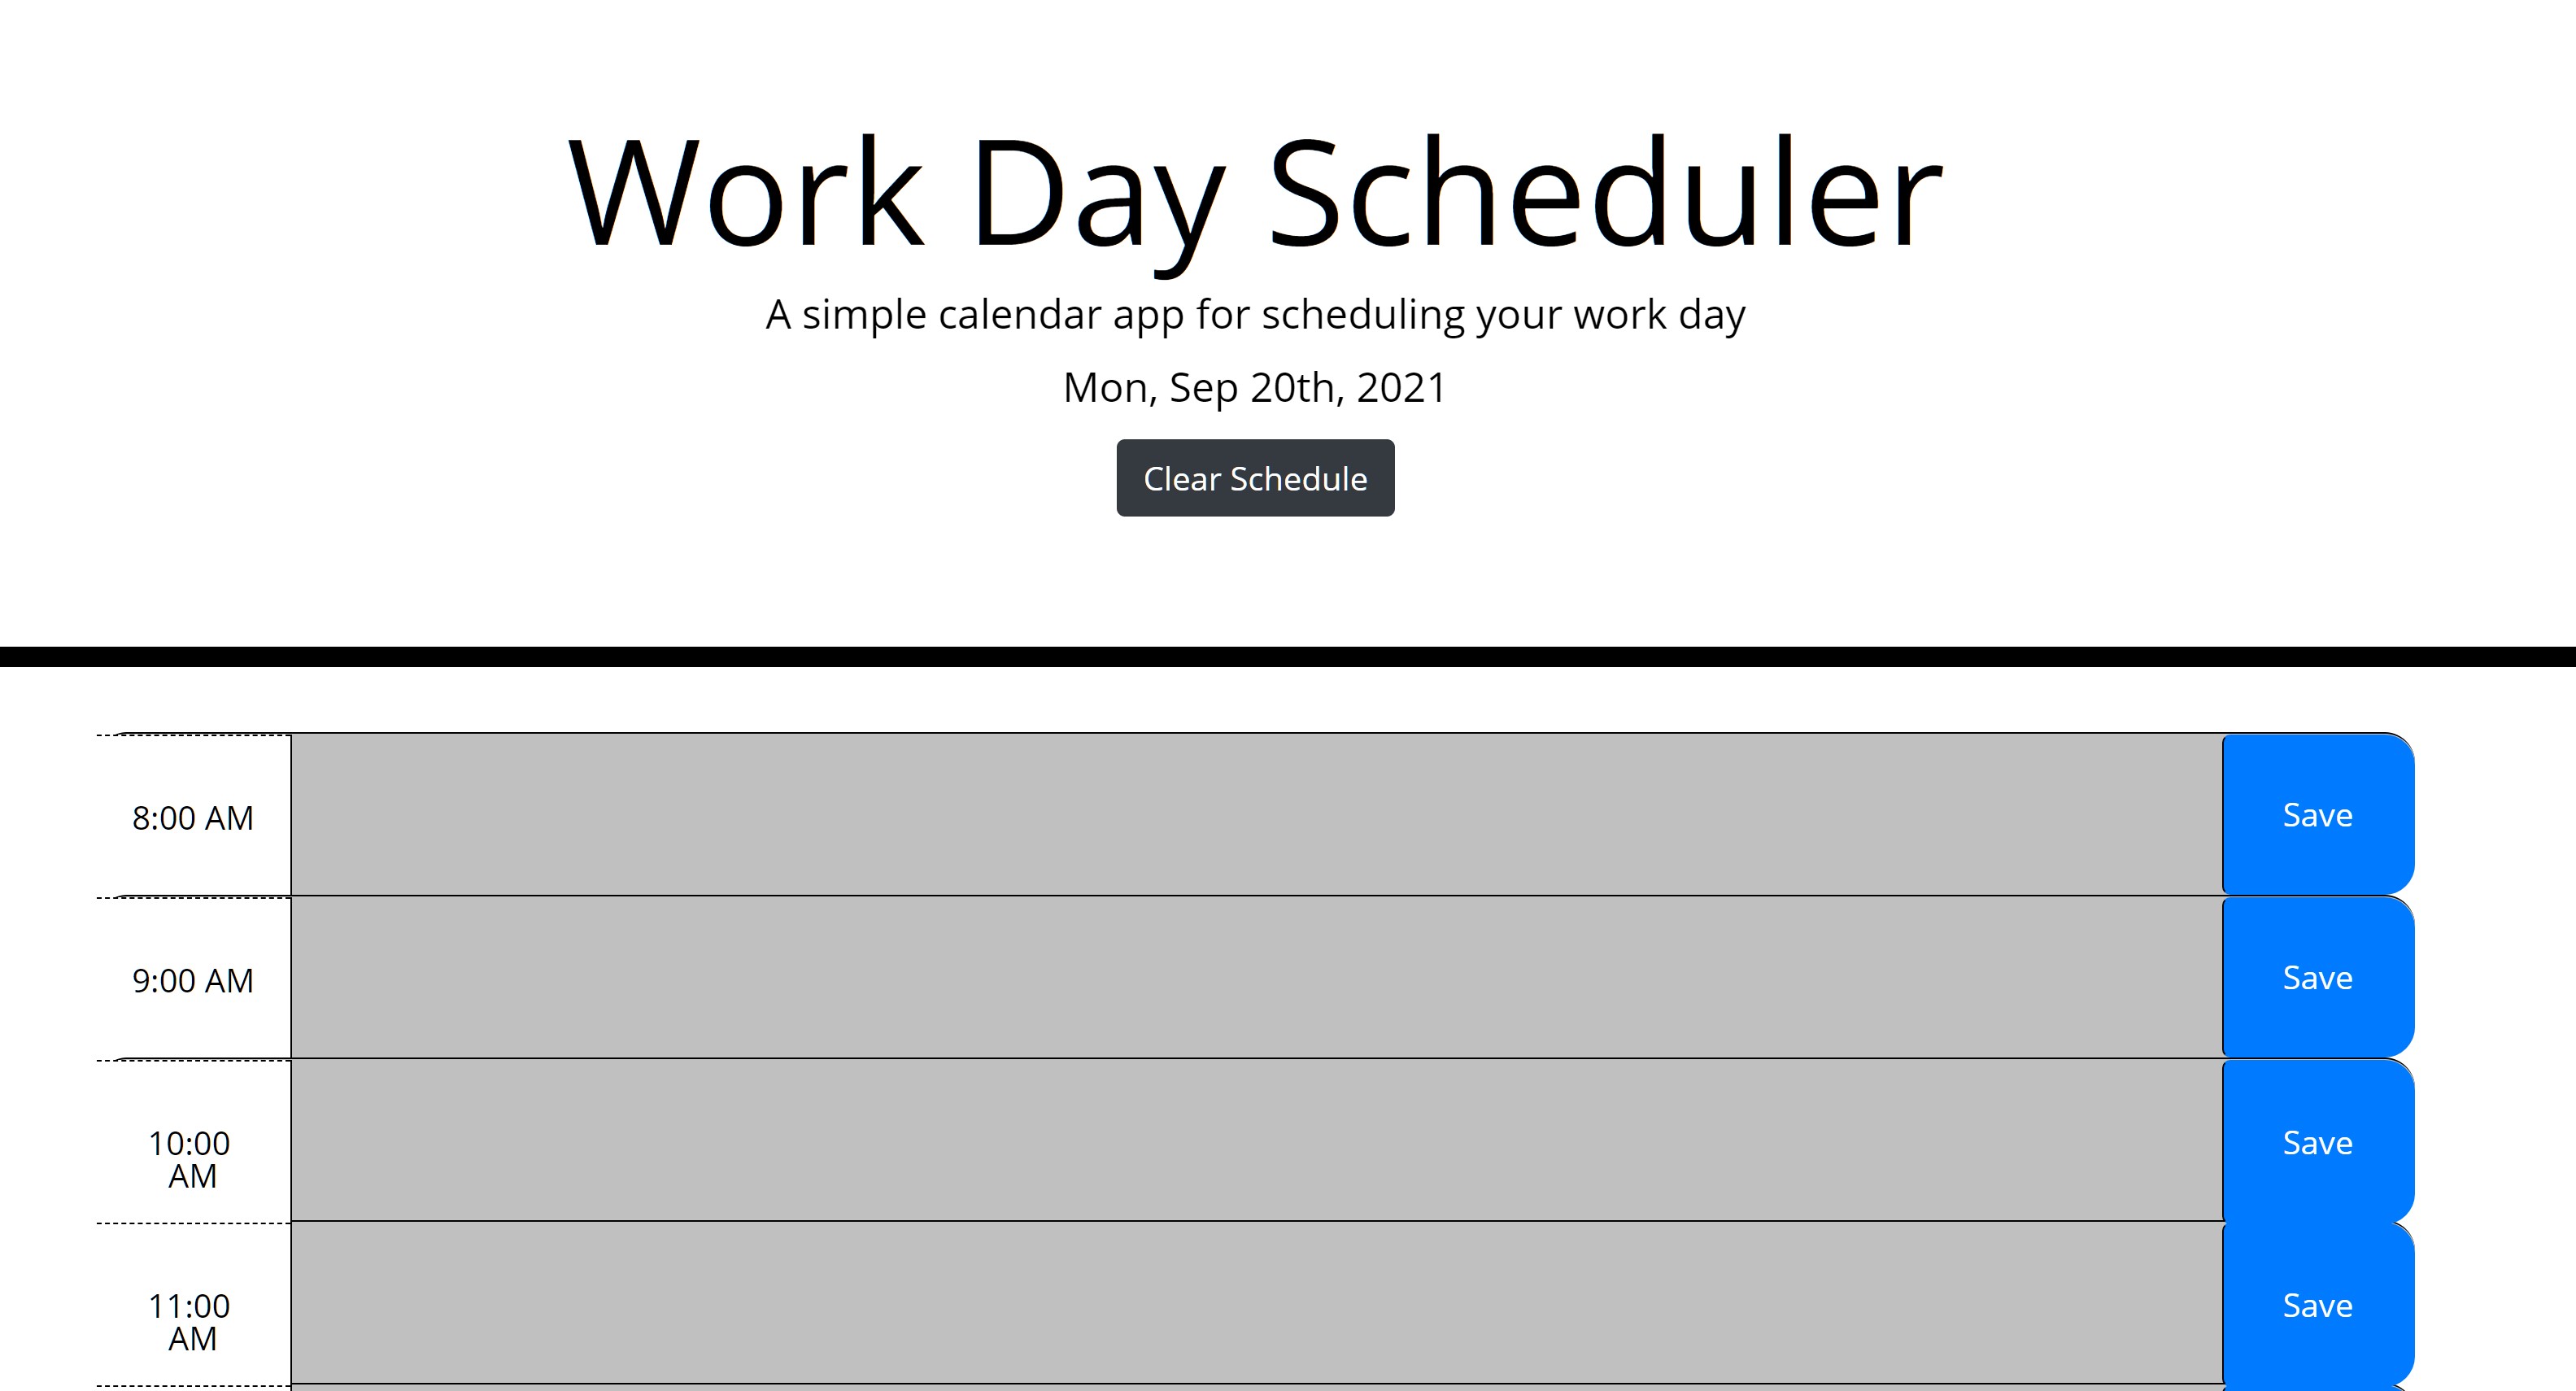 Work Day Scheduler
A simple calendar app for scheduling your work day
Mon, Sep 20th, 2021
Clear Schedule
8:00 AM
Save
9:00 AM
Save
10:00
AM
Save
11:00
AM
Save